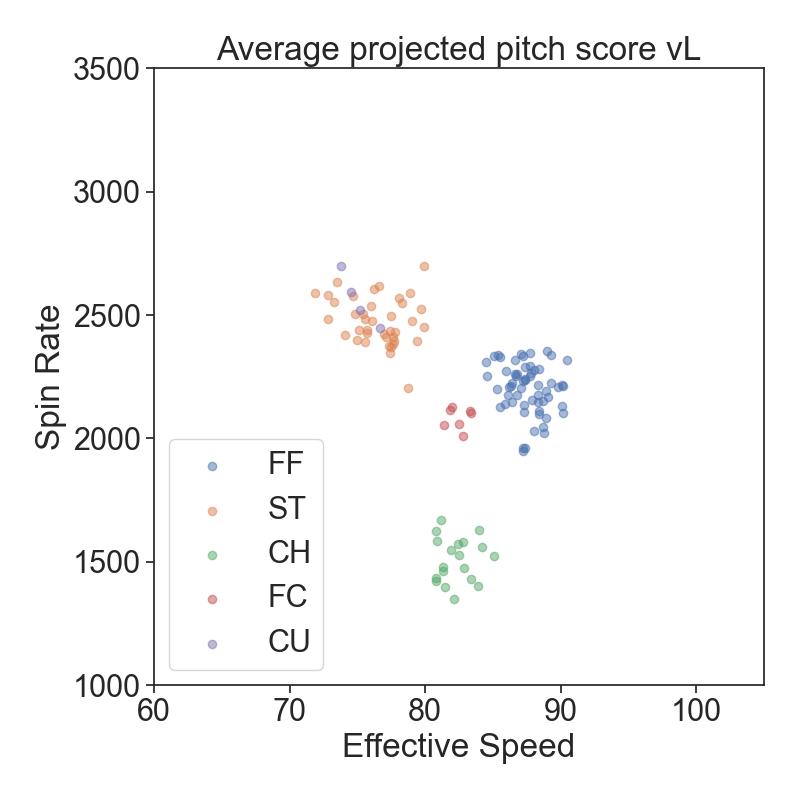 Average projected pitch score vL
3500
3000
2500
2000
1500
1000
Spin Rate
FF
ST
CH
FC
CU
60 70 80 90 100
Effective Speed